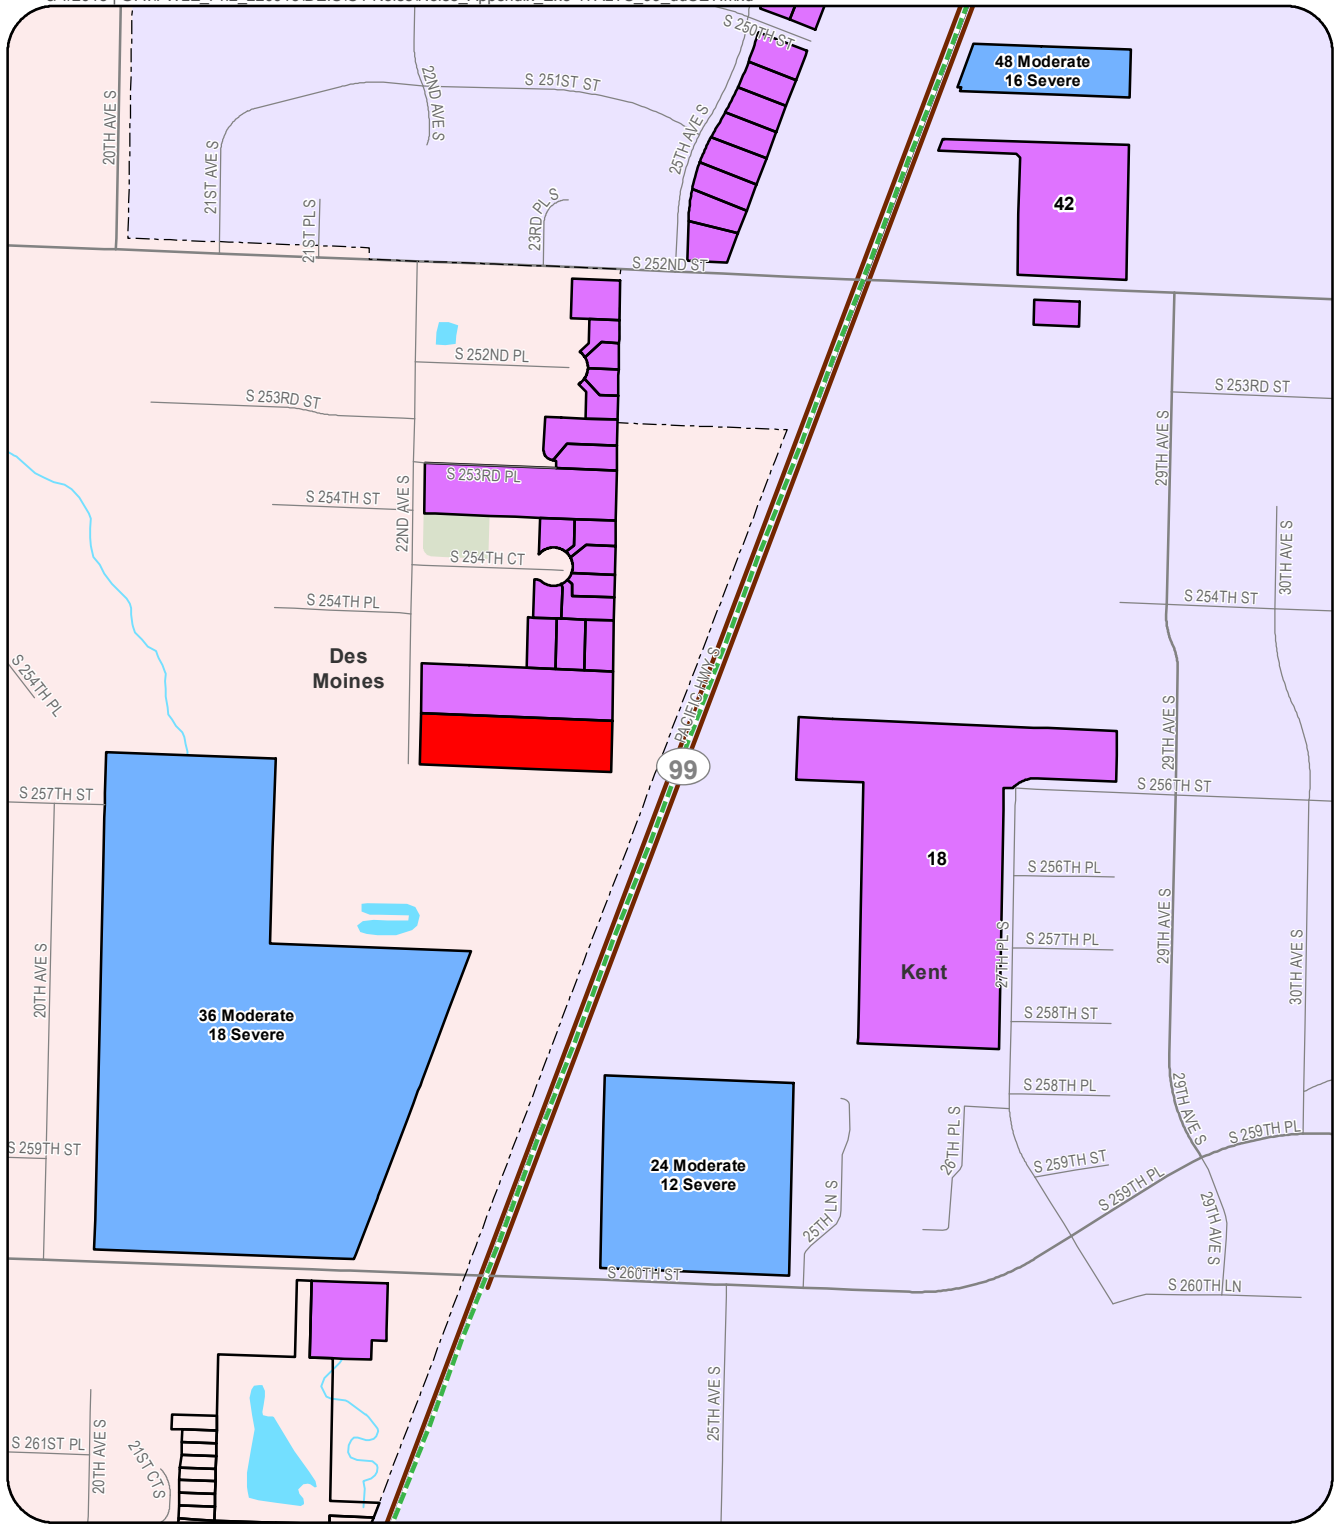 S 250TH ST
48 Moderate
16 Severe
22ND AVE S
S 251ST ST
20TH AVE S
25TH AVE S
21ST AVE S
42
21ST PL S
23RD PL S
S 252ND ST
S 252ND PL
S 253RD ST
S 253RD ST
29TH AVE S
S 253RD PL
S 254TH ST
22ND AVE S
30TH AVE S
S 254TH CT
S 254TH PL
S 254TH ST
Des
Moines
S 254TH PL
PACIFIC HWY S
29TH AVE S
99
S 257TH ST
S 256TH ST
18
S 256TH PL
29TH AVE S
27TH PL S
S 257TH PL
20TH AVE S
30TH AVE S
Kent
36 Moderate
18 Severe
S 258TH ST
S 258TH PL
29TH AVE S
S 259TH PL
26TH PL S
S 259TH ST
S 259TH ST
24 Moderate
12 Severe
S 259TH PL
25TH LN S
29TH AVE S
S 260TH ST
S 260TH LN
25TH AVE S
S 261ST PL
20TH AVE S
21ST CT S